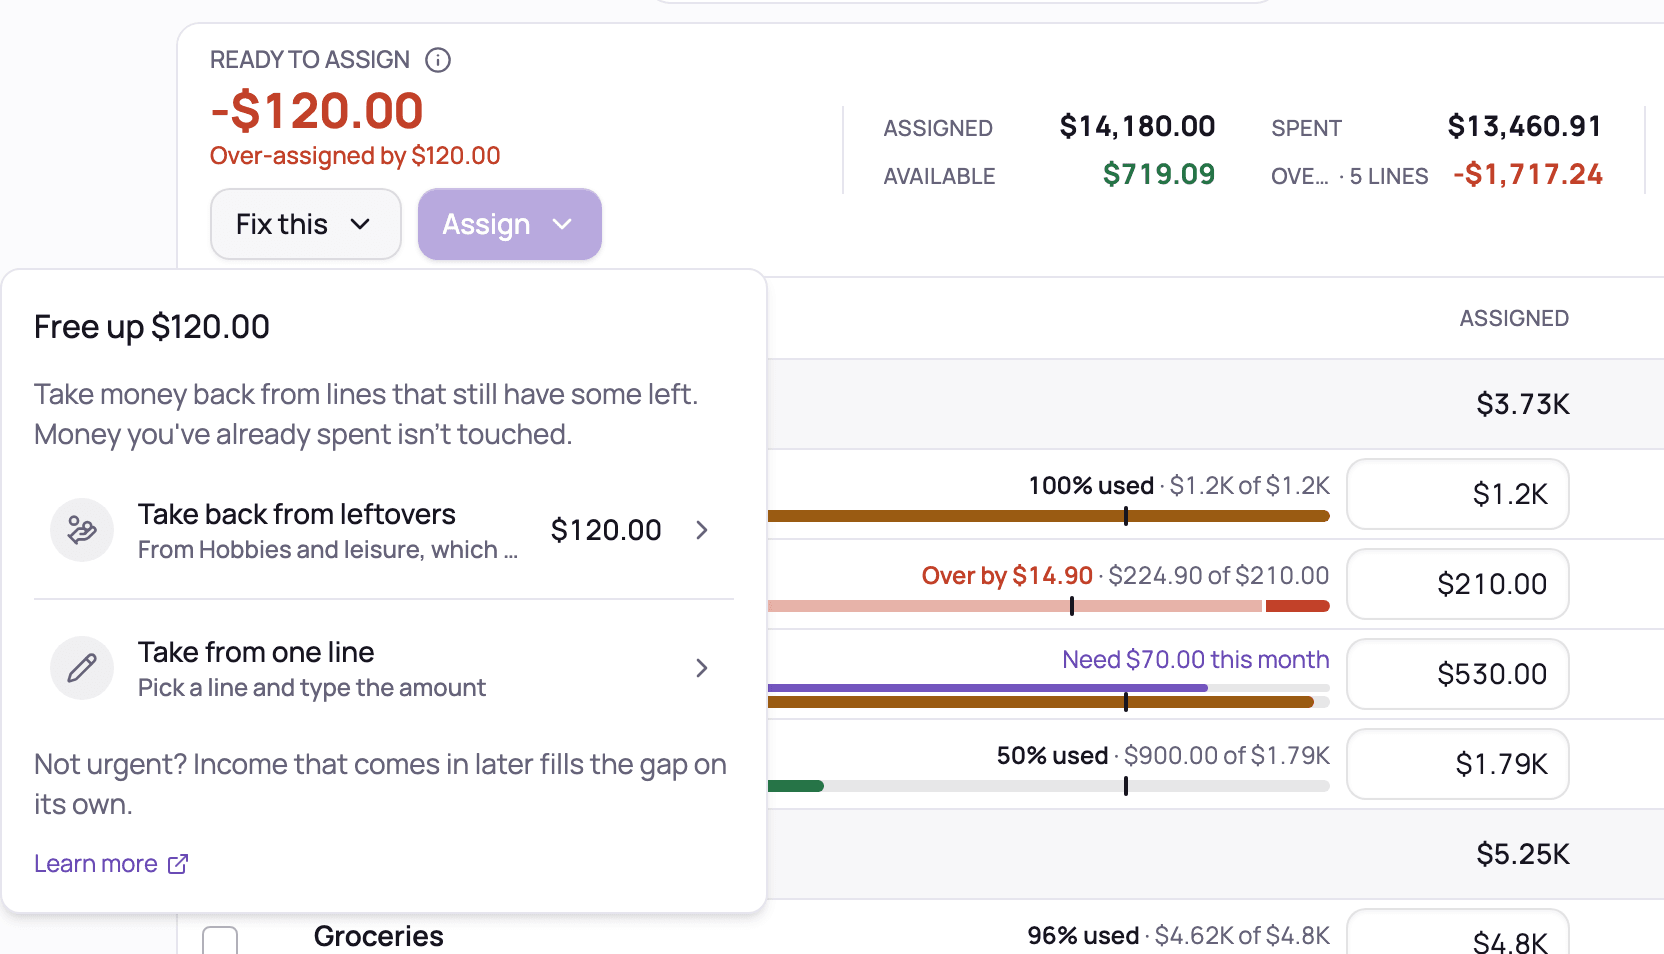 READY TO ASSIGN
-$120.00
Over-assigned by $120.00
Fix this
Assign
ASSIGNED $14,180.00 SPENT $13,460.91
AVAILABLE $719.09 OVE... · 5 LINES -$1,717.24
Free up $120.00
Take money back from lines that still have some left.
Money you've already spent isn't touched.
Take back from leftovers
From Hobbies and leisure, which ...
$120.00
Take from one line
Pick a line and type the amount
Not urgent? Income that comes in later fills the gap on
its own.
Learn more
ASSIGNED
$3.73K
100% used · $1.2K of $1.2K
$1.2K
Over by $14.90 · $224.90 of $210.00
$210.00
Need $70.00 this month
$530.00
50% used · $900.00 of $1.79K
$1.79K
$5.25K
Groceries
96% used · $4.62K of $4.8K
$4.8K